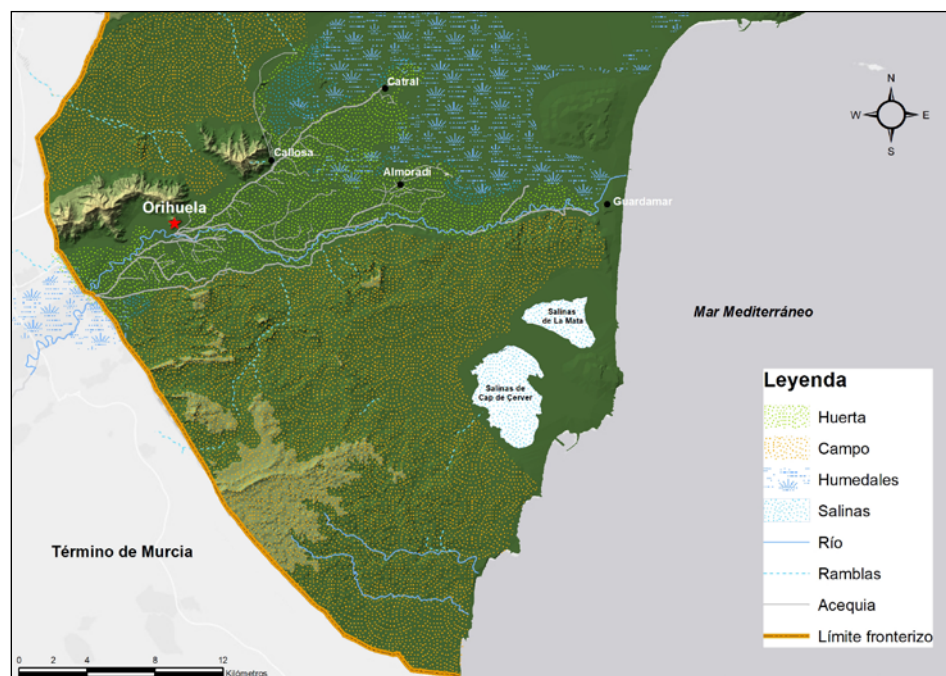 Catral
Callosa
Almoradí
Orihuela
Guardamar
N
W
E
S
Salinas
de La Mata
Mar Mediterráneo
Salinas de
Cap de Çerver
Término de Murcia
Leyenda
Huerta
Campo
Humedales
Salinas
Río
Ramblas
Acequia
Límite fronterizo
0 2 4 8 12
Kilómetros